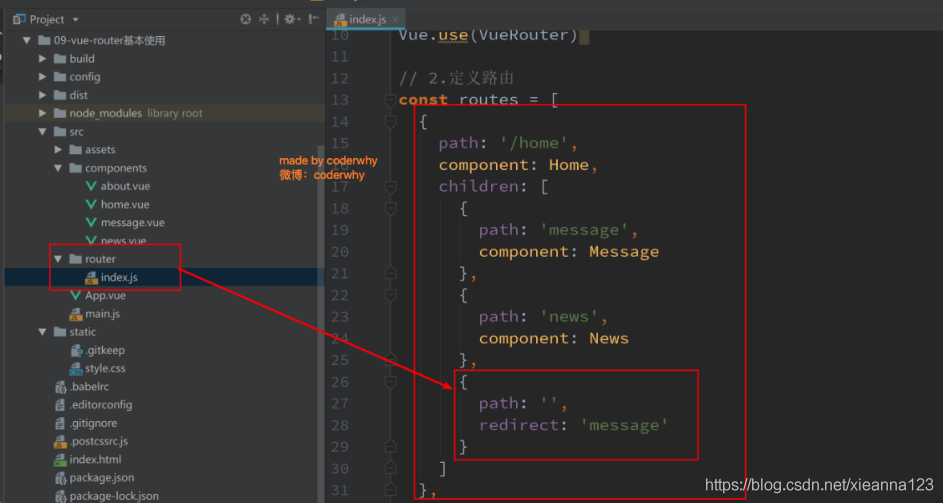 Project
index.js
09-vue-router基本使用
build
config
dist
node_modules library root
src
assets
components
about.vue
home.vue
message.vue
news.vue
router
index.js
App.vue
main.js
static
.gitkeep
style.css
.babelrc
.editorconfig
.gitignore
.postcssrc.js
index.html
package.json
package-lock.json
made by coderwhy
微博：coderwhy
10 Vue.use(VueRouter)
11
12 // 2.定义路由
13 const routes = [
14 {
15 path: '/home',
component: Home,
17 children: [
18 {
19 path: 'message',
20 component: Message
21 },
22 {
23 path: 'news',
24 component: News
25 },
26 {
27 path: '',
28 redirect: 'message'
29 }
30 ]
31 },
https://blog.csdn.net/xieanna123